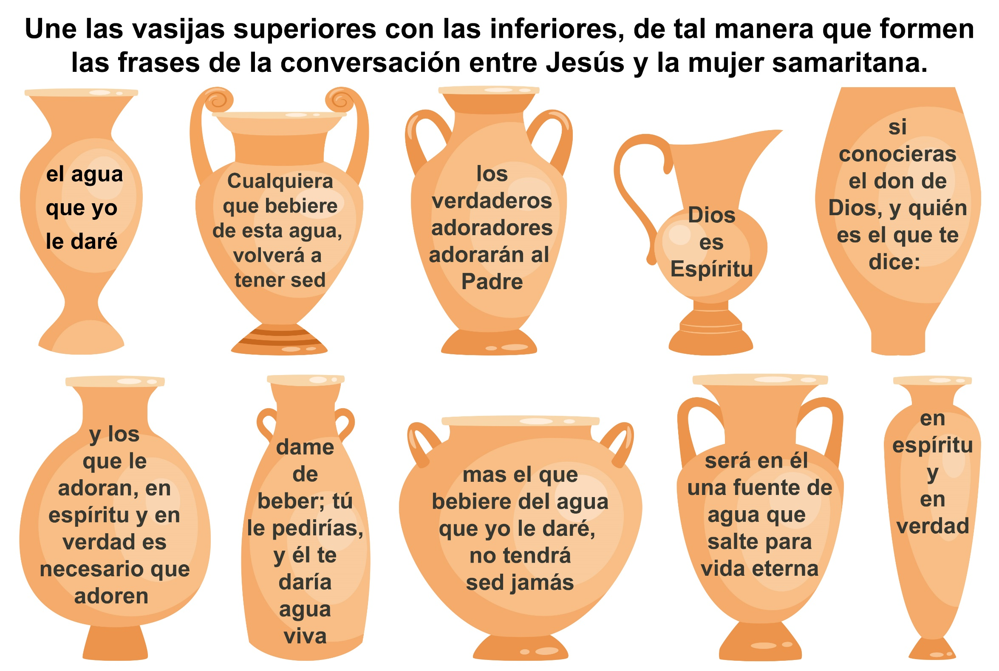 Une las vasijas superiores con las inferiores, de tal manera que formen
las frases de la conversación entre Jesús y la mujer samaritana.
el agua
que yo
le daré
Cualquiera
que bebiere
de esta agua,
volverá a
tener sed
los
verdaderos
adoradores
adorarán al
Padre
Dios
es
Espíritu
si
conocieras
el don de
Dios, y quién
es el que te
dice:
y los
que le
adoran, en
espíritu y en
verdad es
necesario que
adoren
dame
de
beber; tú
le pedirías,
y él te
daría
agua
viva
mas el que
bebiere del agua
que yo le daré,
no tendrá
sed jamás
será en él
una fuente de
agua que
salte para
vida eterna
en
espíritu
y
en
verdad